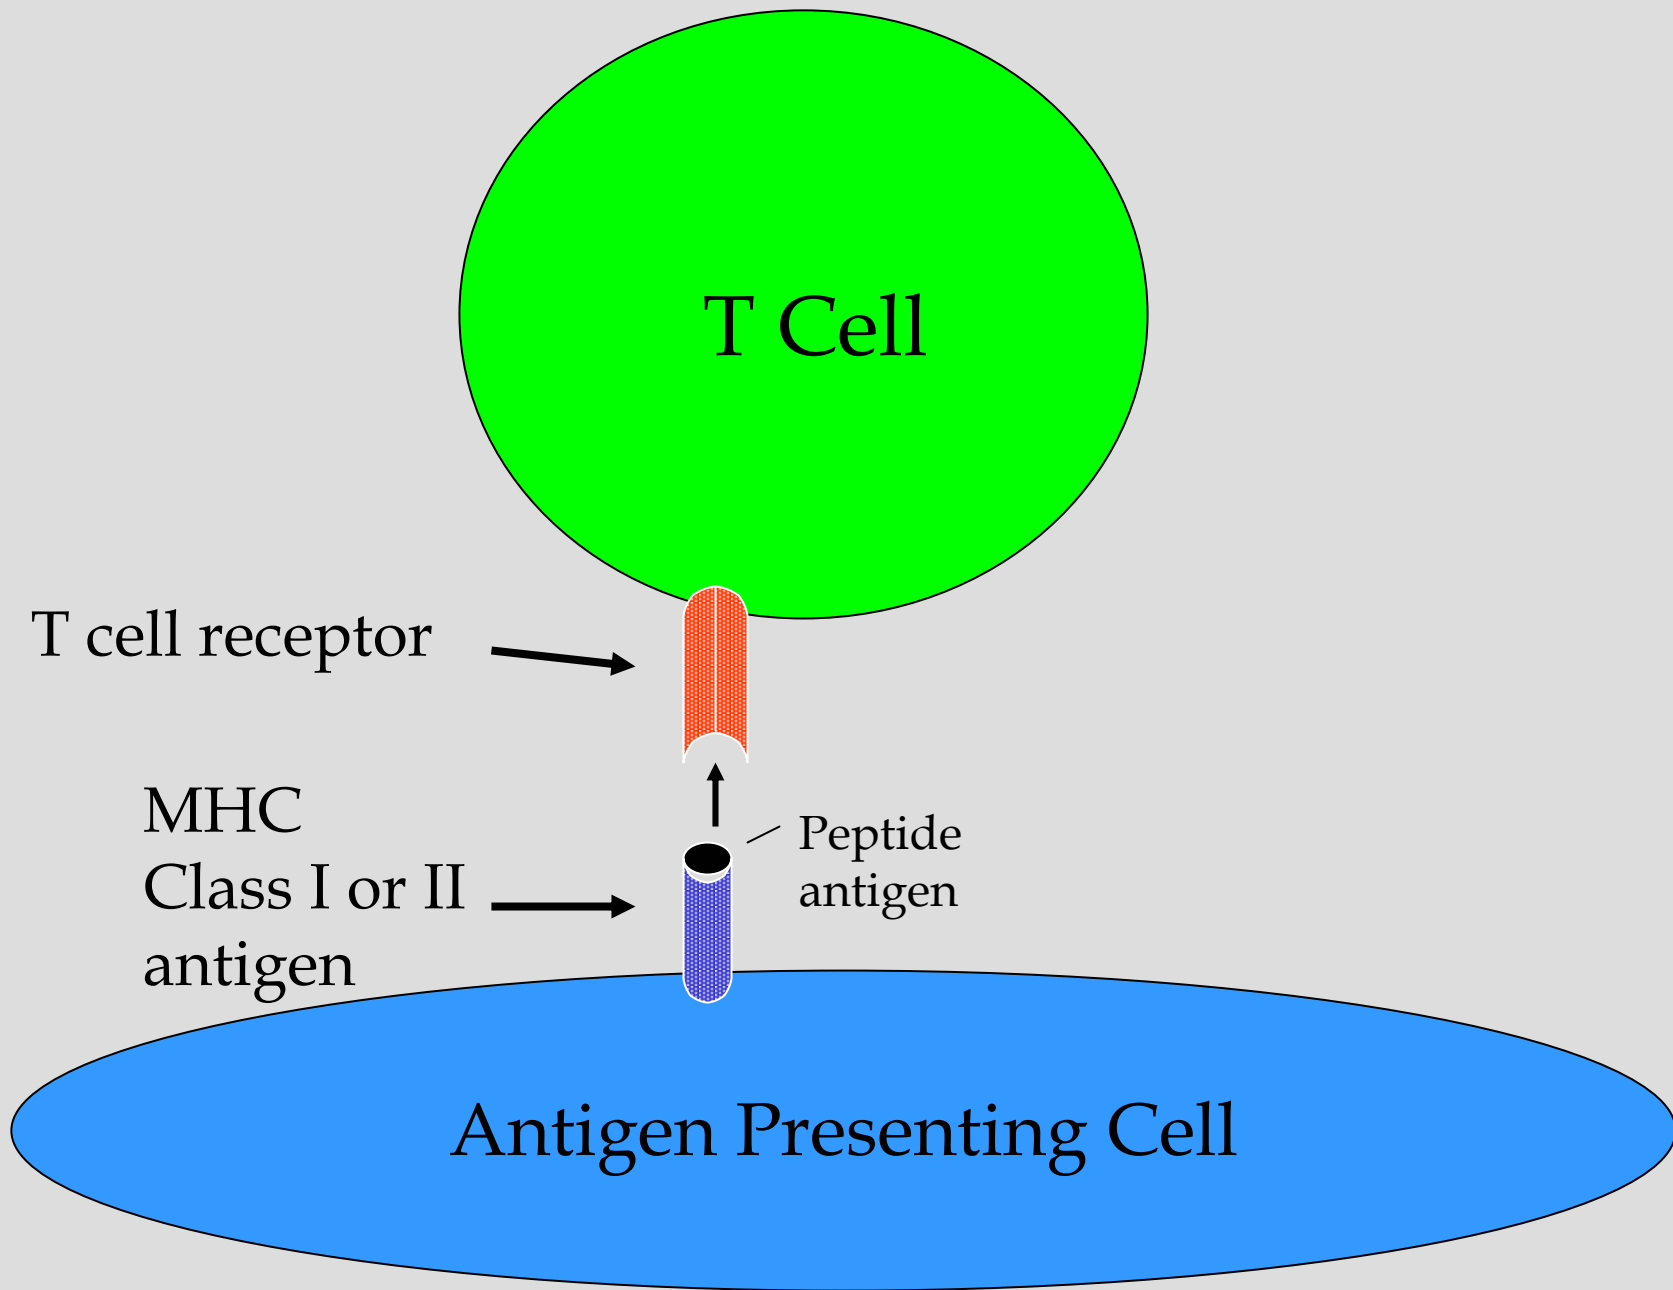 T Cell
T cell receptor
MHC
Class I or II
antigen
Peptide
antigen
Antigen Presenting Cell